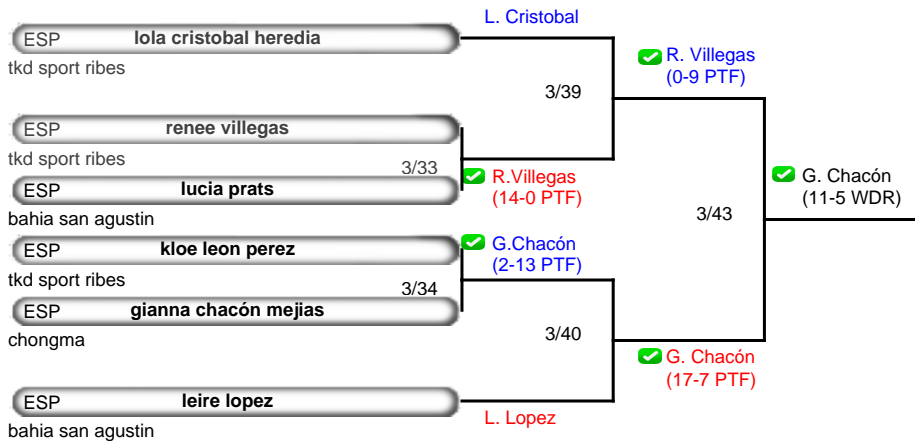 L. Cristobal
ESP lola cristobal heredia
tkd sport ribes
R. Villegas
(0-9 PTF)
3/39
ESP renee villegas
tkd sport ribes
3/33
R.Villegas
(14-0 PTF)
ESP lucia prats
bahia san agustin
G. Chacón
(11-5 WDR)
3/43
ESP kloe leon perez
tkd sport ribes
G.Chacón
(2-13 PTF)
3/34
ESP gianna chacón mejias
chongma
3/40
G. Chacón
(17-7 PTF)
ESP leire lopez
bahia san agustin
L. Lopez